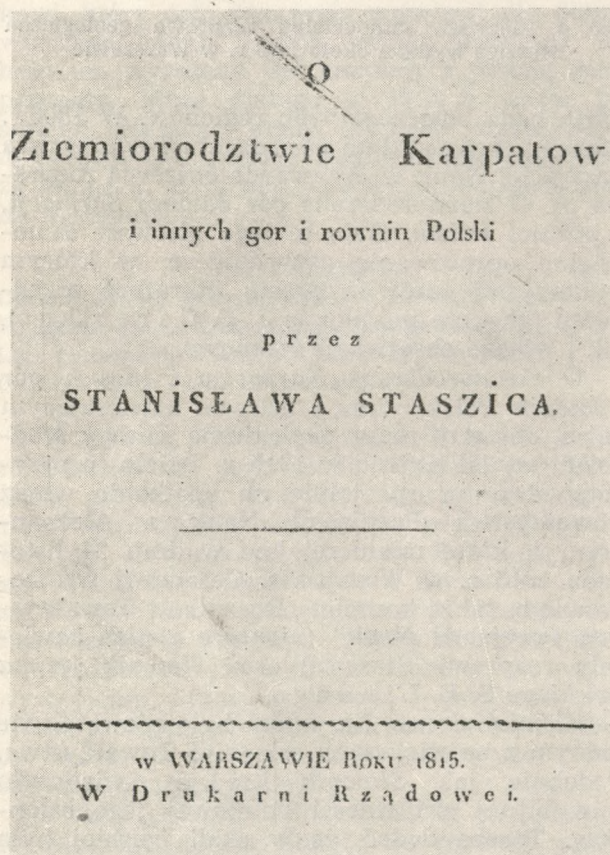 O
Ziemiorodztwie Karpatow
i innych gor i rownin Polski
przez
STANiSŁAWA STASZICA.
w WARSZAWIE ROKU 1815.
W Drukarni Rządowei.